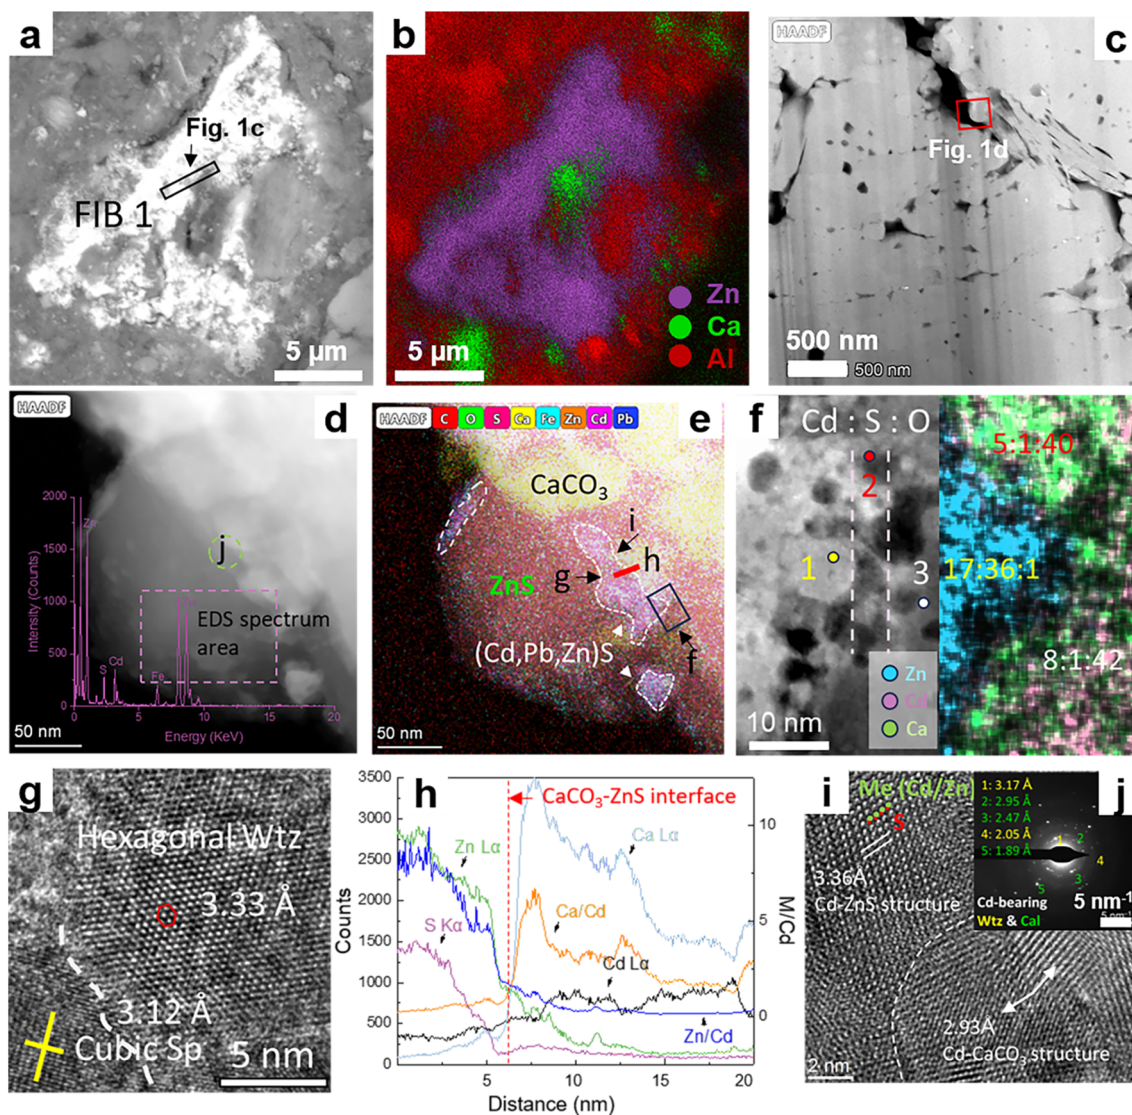 a
Fig. 1c
FIB 1
5 μm
b
Zn
Ca
Al
5 μm
HAADF
c
Fig. 1d
500 nm
500 nm
HAADF
d
j
EDS spectrum
area
2000
1500
1000
500
0
Intensity (Counts)
Zn
S
Cd
Fe
0 5 10 15 20
Energy (KeV)
50 nm
HAADF C O S Ca Fe Zn Cd Pb
e
CaCO₃
i
g
h
ZnS
(Cd,Pb,Zn)S
f
50 nm
f
Cd : S : O
2
1
3
5:1:40
17:36:1
8:1:42
Zn
Cd
Ca
10 nm
g
Hexagonal Wtz
3.33 Å
3.12 Å
Cubic Sp
5 nm
h
CaCO₃-ZnS interface
Ca Lα
Zn Lα
S Kα
Ca/Cd
Cd Lα
Zn/Cd
3500
3000
2500
2000
1500
1000
500
0
Counts
10
5
0
M/Cd
5 10 15 20
Distance (nm)
i
Me (Cd/Zn)
S
3.36Å
Cd-ZnS structure
2.93Å
Cd-CaCO₃ structure
2 nm
j
1: 3.17 Å
2: 2.95 Å
3: 2.47 Å
4: 2.05 Å
5: 1.89 Å
1
2
4
3
5
Cd-bearing
Wtz & Cal
5 nm⁻¹
5 nm⁻¹